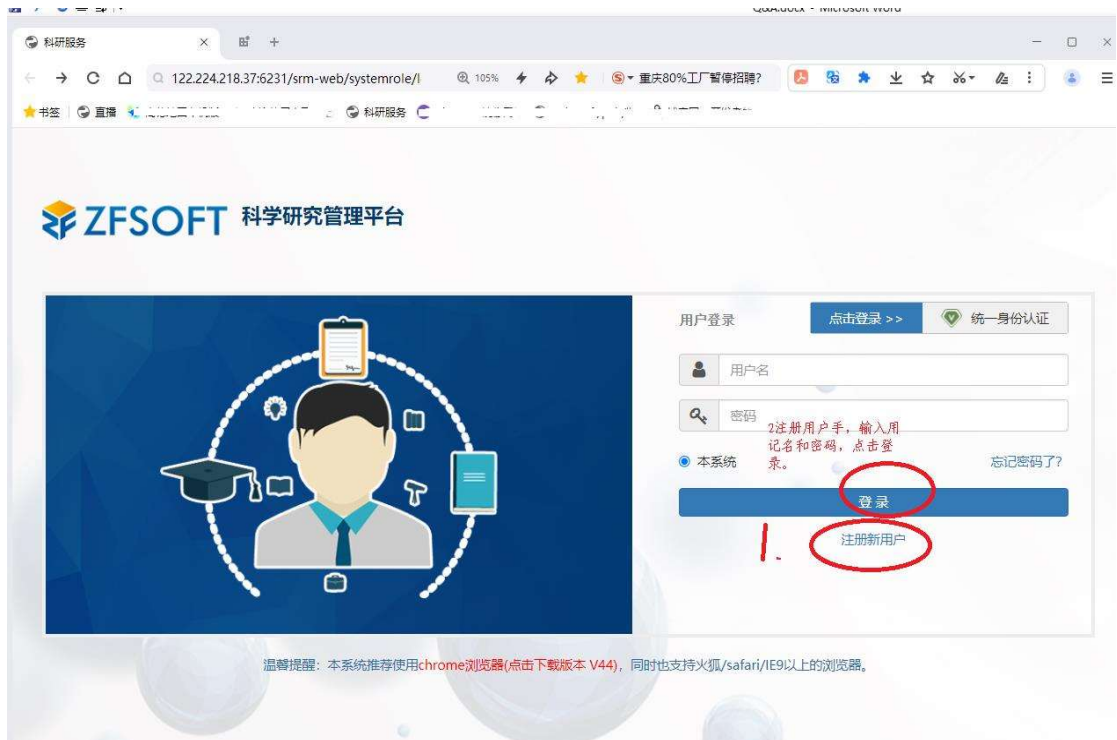 Q&A.docx - Microsoft Word
科研服务
122.224.218.37:6231/srm-web/systemrole/l
105%
重庆80%工厂暂停招聘?
书签
直播
科研服务
ZFSOFT 科学研究管理平台
用户登录
点击登录 >>
统一身份认证
用户名
密码
2注册用户手,输入用
记名和密码,点击登
录。
本系统
忘记密码了?
登 录
1.
注册新用户
温馨提醒:本系统推荐使用chrome浏览器(点击下载版本 V44),同时也支持火狐/safari/IE9以上的浏览器。